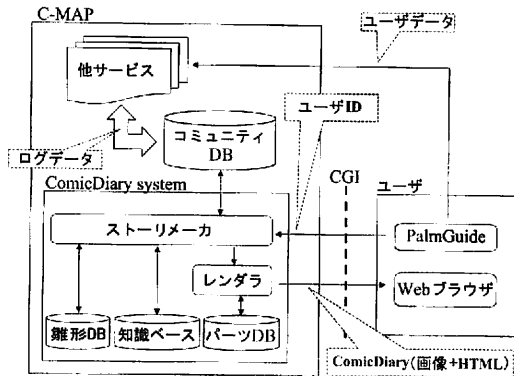 C-MAP
ユーザデータ
他サービス
ユーザID
コミュニティ
DB
ログデータ
ComicDiary system
CGI
ユーザ
ストーリメーカ
PalmGuide
レンダラ
Webブラウザ
雛形DB
知識ベース
パーツDB
ComicDiary(画像+HTML)